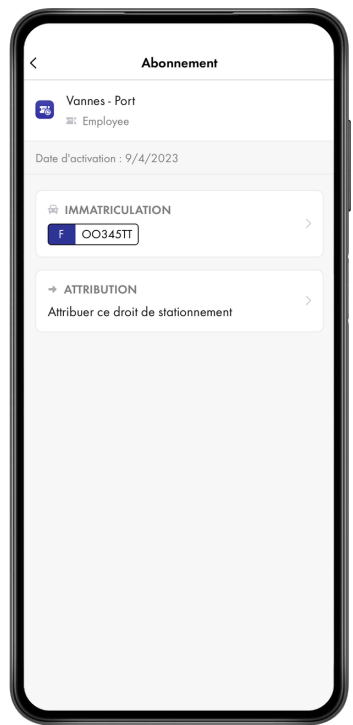 Abonnement
Vannes - Port
Employee
Date d'activation : 9/4/2023
IMMATRICULATION
F OO345TT
ATTRIBUTION
Attribuer ce droit de stationnement